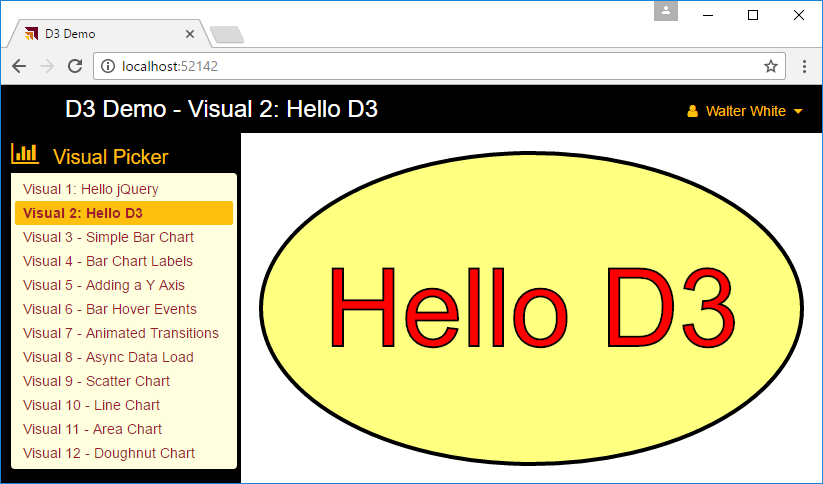 D3 Demo
localhost:52142
D3 Demo - Visual 2: Hello D3
Walter White
Visual Picker
Visual 1: Hello jQuery
Visual 2: Hello D3
Visual 3 - Simple Bar Chart
Visual 4 - Bar Chart Labels
Visual 5 - Adding a Y Axis
Visual 6 - Bar Hover Events
Visual 7 - Animated Transitions
Visual 8 - Async Data Load
Visual 9 - Scatter Chart
Visual 10 - Line Chart
Visual 11 - Area Chart
Visual 12 - Doughnut Chart
Hello D3